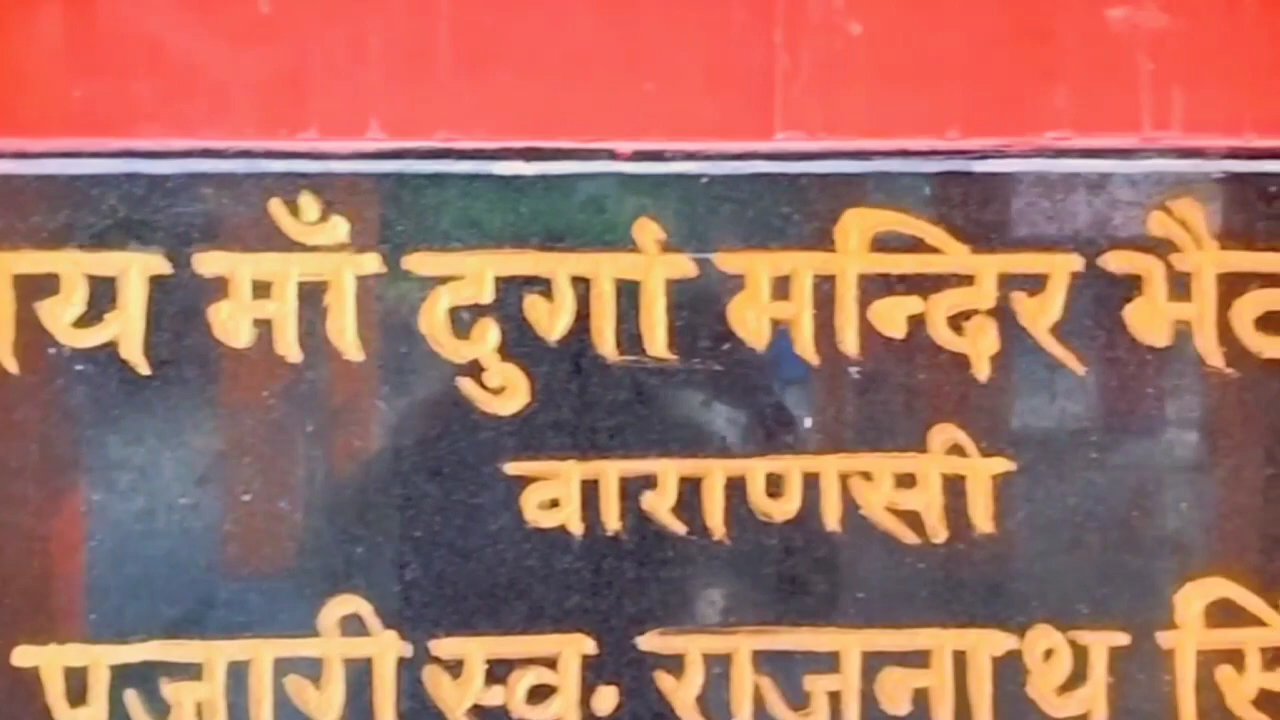 माँ दुर्गा मन्दिर
वाराणसी
पुजारी स्व. राजनाथ